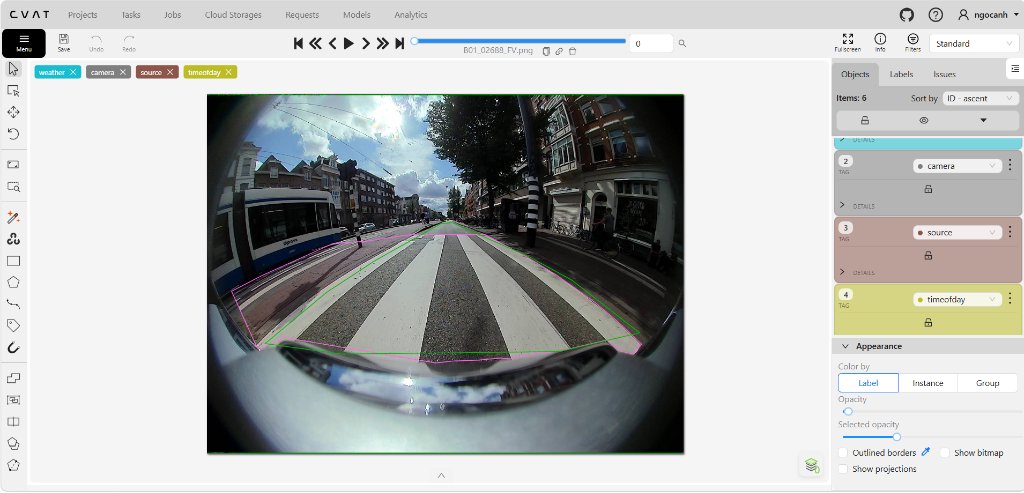 CVAT Projects Tasks Jobs Cloud Storages Requests Models Analytics ngocanh
Menu Save Undo Redo B01_02688_FV.png 0 Fullscreen Info Filters Standard
weather camera source timeofday
Objects Labels Issues
Items: 6 Sort by ID - ascent
DETAILS
2 camera
TAG
DETAILS
3 source
TAG
DETAILS
4 timeofday
TAG
Appearance
Color by
Label Instance Group
Opacity
Selected opacity
Outlined borders Show bitmap
Show projections